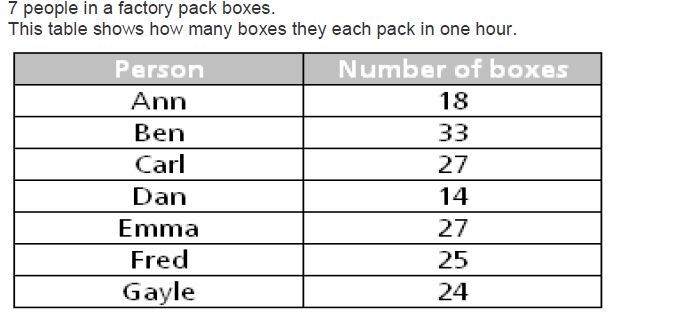 7 people in a factory pack boxes.
This table shows how many boxes they each pack in one hour.
Person Number of boxes
Ann 18
Ben 33
Carl 27
Dan 14
Emma 27
Fred 25
Gayle 24